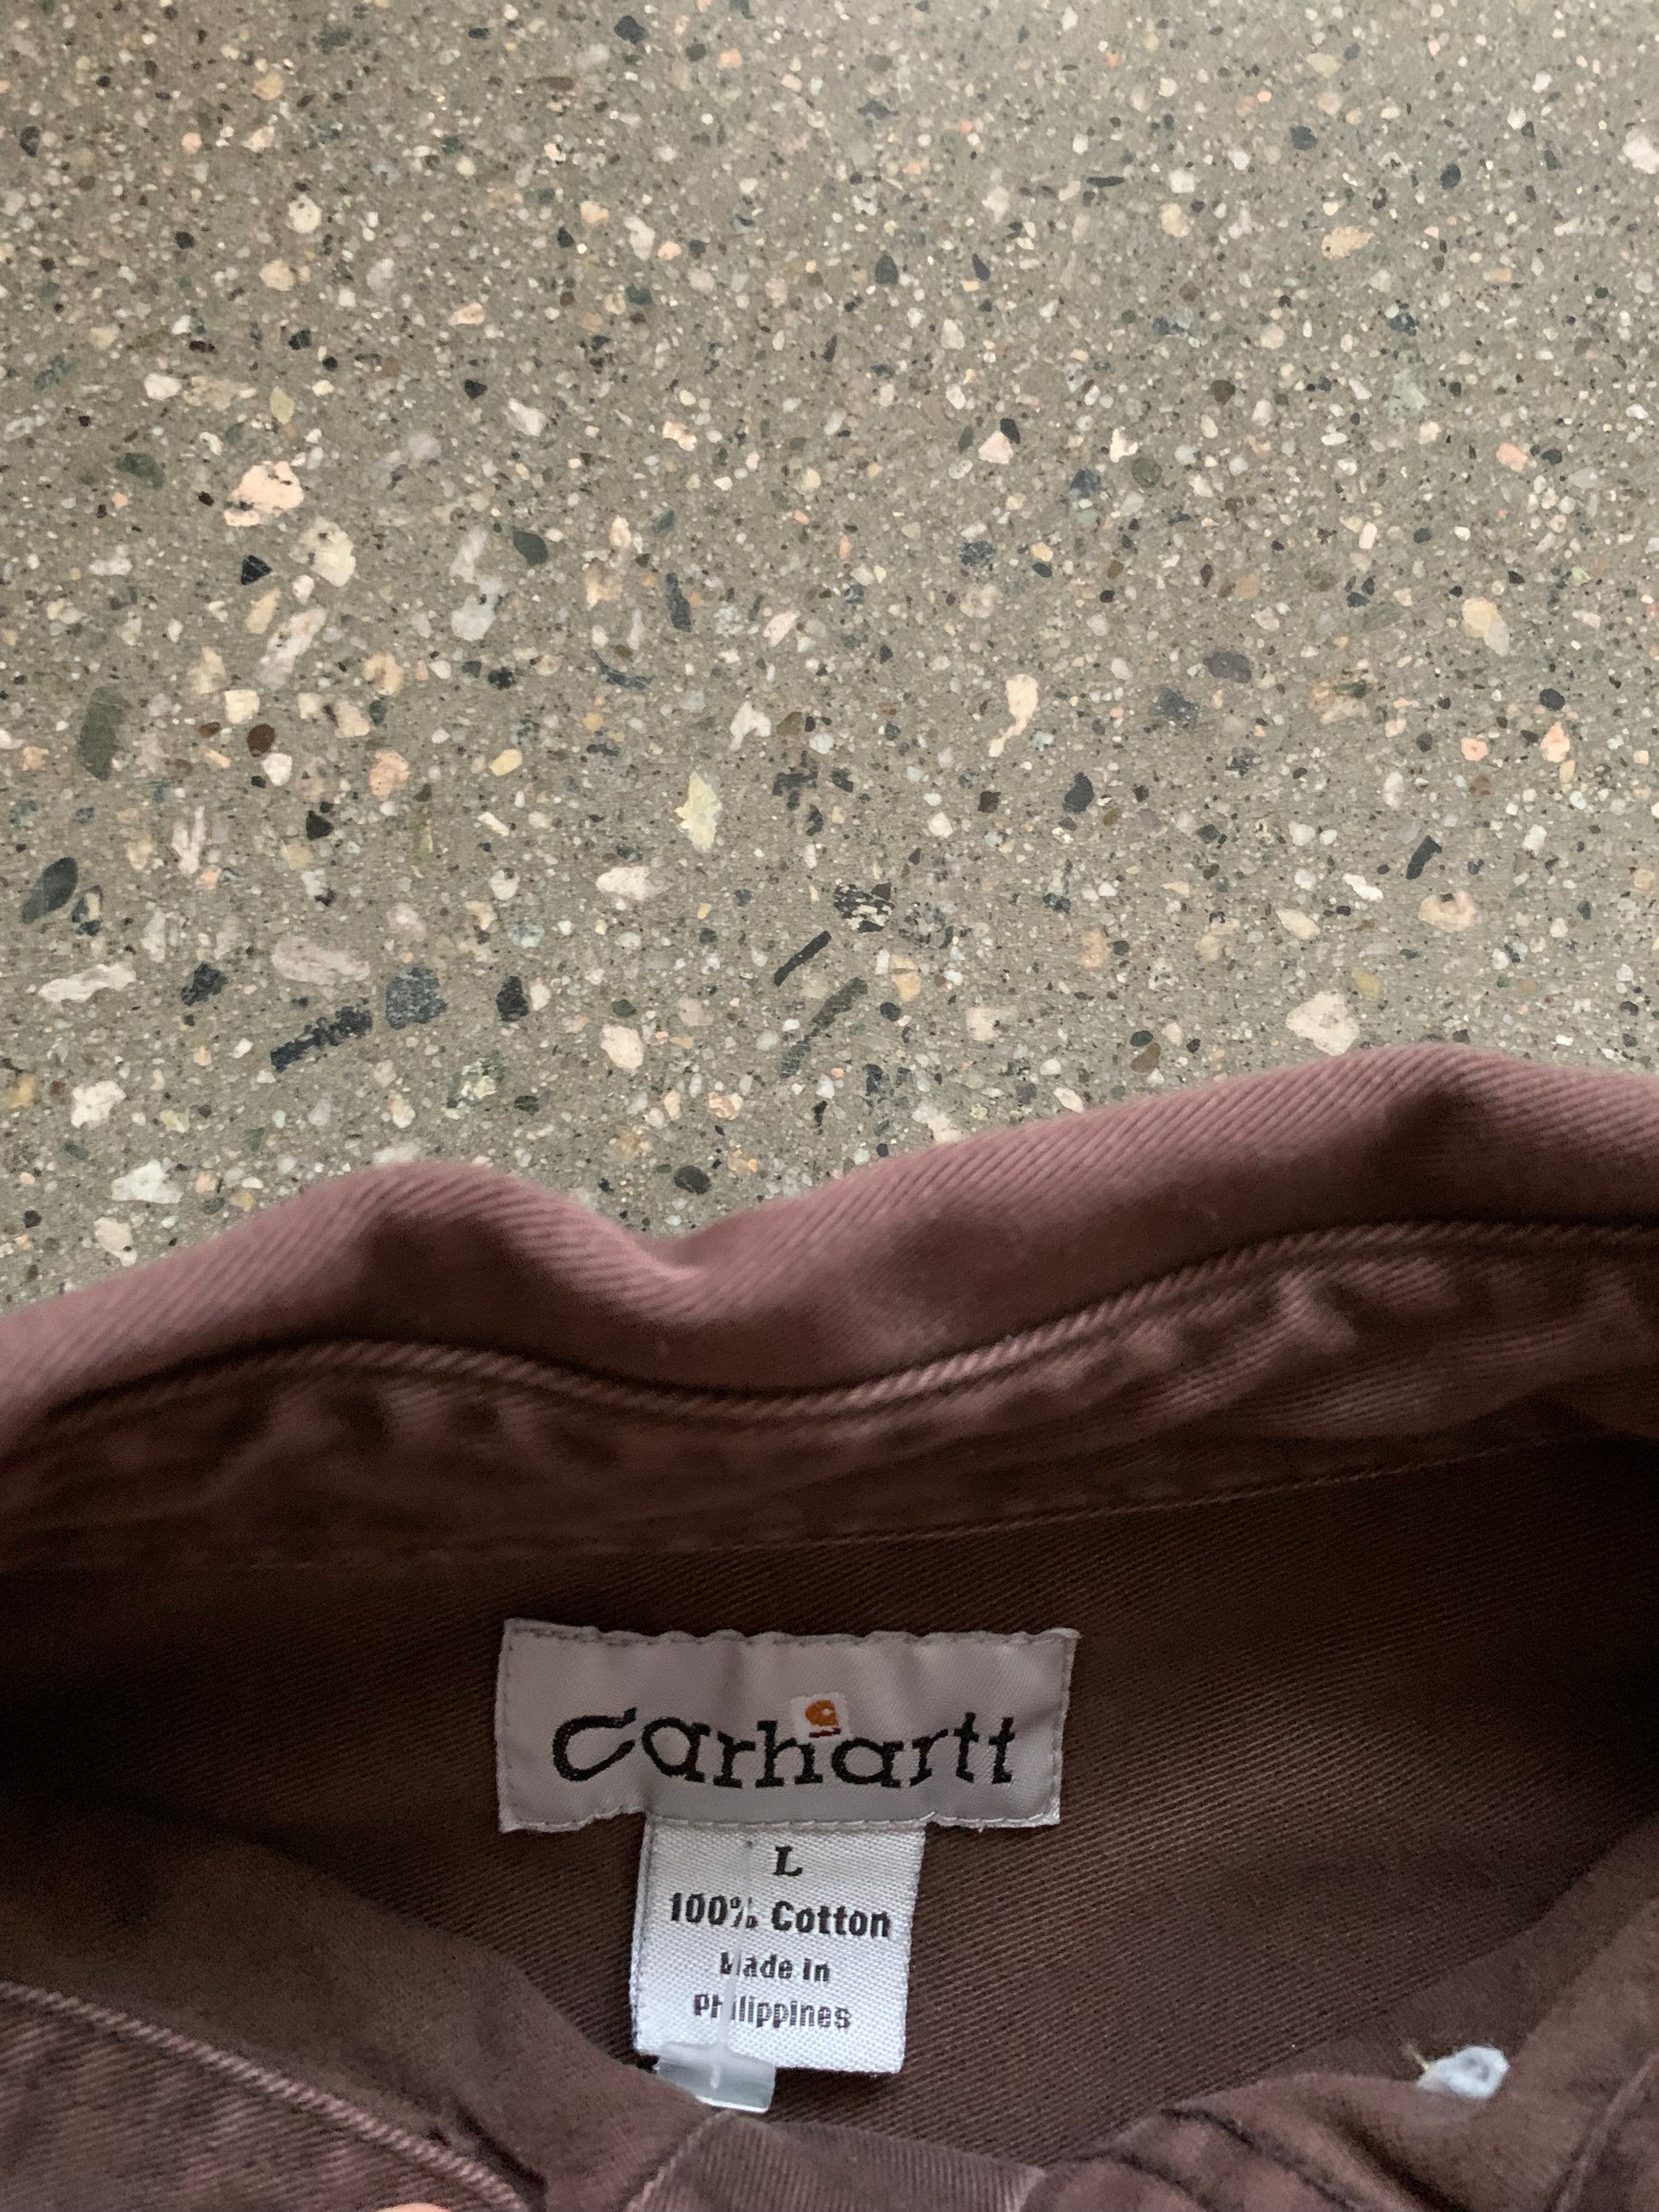 carhartt
L
100% Cotton
Made in
Philippines